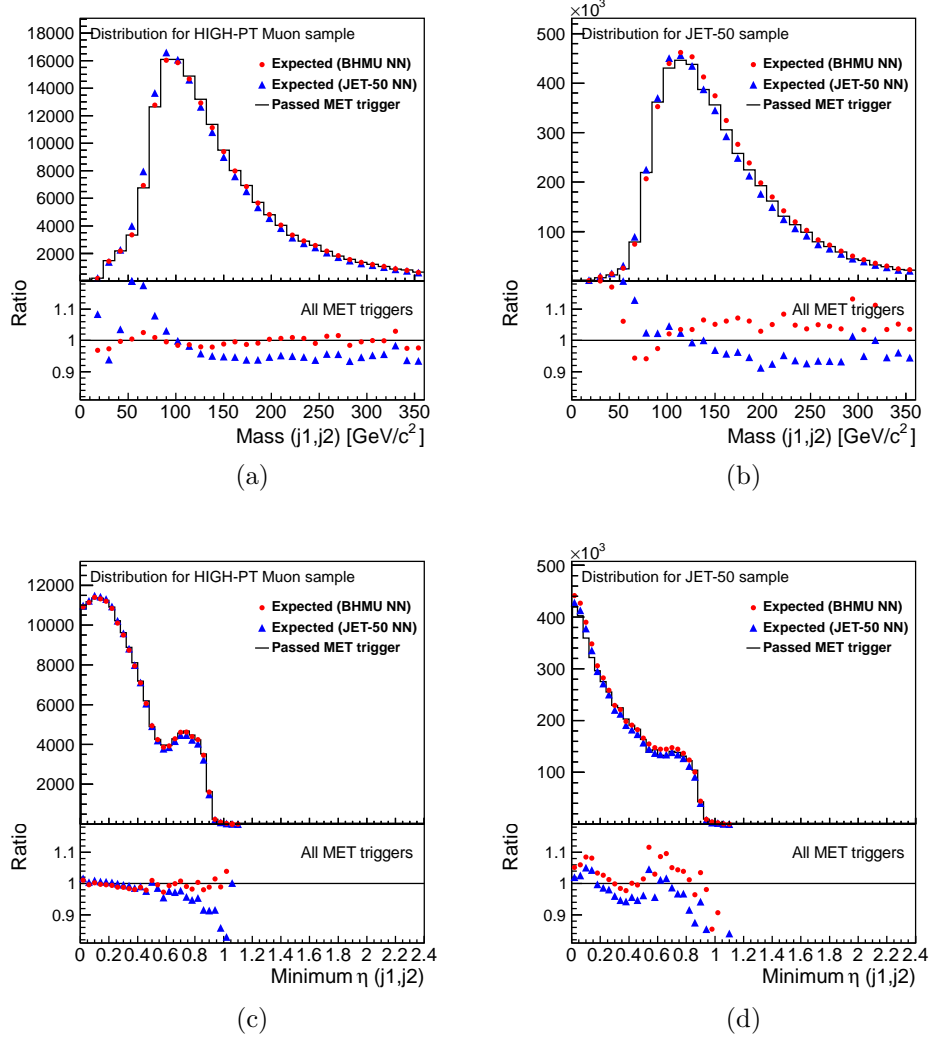 Distribution for HIGH-PT Muon sample
Expected (BHMU NN)
Expected (JET-50 NN)
Passed MET trigger
16000
14000
12000
10000
8000
6000
4000
2000
Ratio
All MET triggers
1.1
1
0.9
0 50 100 150 200 250 300 350
Mass (j1,j2) [GeV/c²]
(a)
×10³
Distribution for JET-50 sample
Expected (BHMU NN)
Expected (JET-50 NN)
Passed MET trigger
500
400
300
200
100
0
Ratio
All MET triggers
1.1
1
0.9
0 50 100 150 200 250 300 350
Mass (j1,j2) [GeV/c²]
(b)
Distribution for HIGH-PT Muon sample
Expected (BHMU NN)
Expected (JET-50 NN)
Passed MET trigger
12000
10000
8000
6000
4000
2000
Ratio
All MET triggers
1.1
1
0.9
0 0.2 0.4 0.6 0.8 1 1.2 1.4 1.6 1.8 2 2.2 2.4
Minimum η (j1,j2)
(c)
×10³
Distribution for JET-50 sample
Expected (BHMU NN)
Expected (JET-50 NN)
Passed MET trigger
500
400
300
200
100
Ratio
All MET triggers
1.1
1
0.9
0 0.2 0.4 0.6 0.8 1 1.2 1.4 1.6 1.8 2 2.2 2.4
Minimum η (j1,j2)
(d)